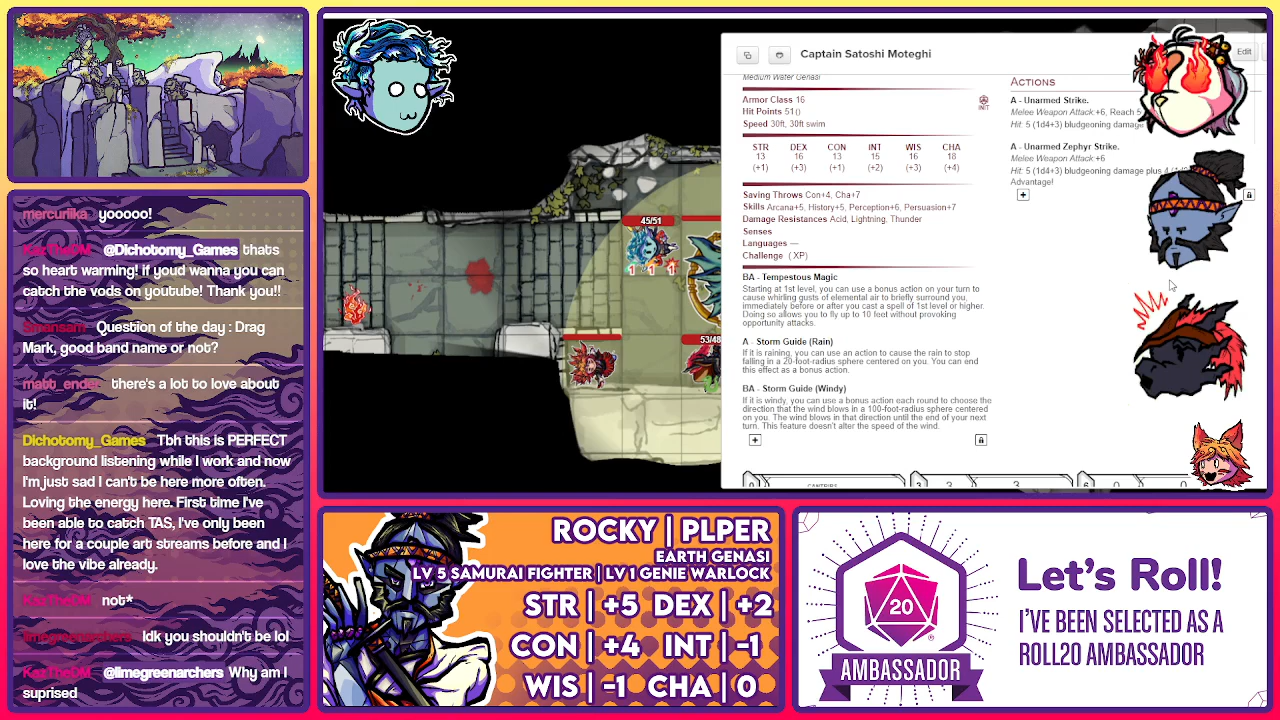 mercurlika yooooo!
KazTheDM @Dichotomy_Games thats
so heart warming! if youd wanna you can
catch the vods on youtube! Thank you!!
Question of the day : Drag
Mark, good band name or not?
matt_ender there's a lot to love about
it!
Dichotomy_Games Tbh this is PERFECT
background listening while I work and now
I'm just sad I can't be here more often.
Loving the energy here. First time I've
been able to catch TAS, I've only been
here for a couple art streams before and I
love the vibe already.
KazTheDM not*
limegreenarchers Idk you shouldn't be lol
KazTheDM @limegreenarchers Why am I
suprised
45/51
1 1 1
53/48
Captain Satoshi Moteghi
Edit
Medium Water Genasi
Armor Class 16
Hit Points 51()
Speed 30ft, 30ft swim
INIT
STR DEX CON INT WIS CHA
13 16 13 15 16 18
(+1) (+3) (+1) (+2) (+3) (+4)
Saving Throws Con+4, Cha+7
Skills Arcana+5, History+5, Perception+6, Persuasion+7
Damage Resistances Acid, Lightning, Thunder
Senses
Languages —
Challenge ( XP)
BA - Tempestous Magic
Starting at 1st level, you can use a bonus action on your turn to
cause whirling gusts of elemental air to briefly surround you,
immediately before or after you cast a spell of 1st level or higher.
Doing so allows you to fly up to 10 feet without provoking
opportunity attacks.
A - Storm Guide (Rain)
If it is raining, you can use an action to cause the rain to stop
falling in a 20-foot-radius sphere centered on you. You can end
this effect as a bonus action.
BA - Storm Guide (Windy)
If it is windy, you can use a bonus action each round to choose the
direction that the wind blows in a 100-foot-radius sphere centered
on you. The wind blows in that direction until the end of your next
turn. This feature doesn't alter the speed of the wind.
Actions
A - Unarmed Strike.
Melee Weapon Attack +6, Reach 5
Hit: 5 (1d4+3) bludgeoning damage
A - Unarmed Zephyr Strike.
Melee Weapon Attack +6
Hit: 5 (1d4+3) bludgeoning damage plus 4
Advantage!
CANTRIPS
ROCKY | PLPER
EARTH GENASI
LV 5 SAMURAI FIGHTER | LV 1 GENIE WARLOCK
STR | +5 DEX | +2
CON | +4 INT | -1
WIS | -1 CHA | 0
20
AMBASSADOR
Let's Roll!
I'VE BEEN SELECTED AS A
ROLL20 AMBASSADOR